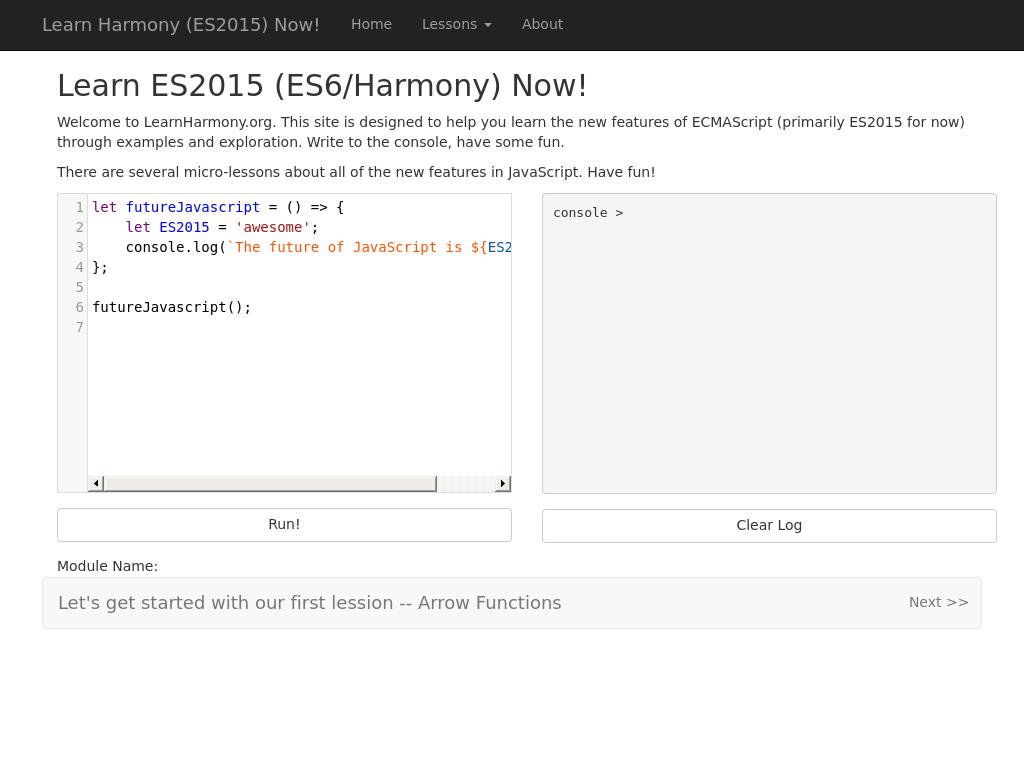 Learn Harmony (ES2015) Now! Home Lessons About
Learn ES2015 (ES6/Harmony) Now!
Welcome to LearnHarmony.org. This site is designed to help you learn the new features of ECMAScript (primarily ES2015 for now)
through examples and exploration. Write to the console, have some fun.
There are several micro-lessons about all of the new features in JavaScript. Have fun!
1 let futureJavascript = () => {
2 let ES2015 = 'awesome';
3 console.log(`The future of JavaScript is ${ES2
4 };
5
6 futureJavascript();
7
console >
Run!
Clear Log
Module Name:
Let's get started with our first lession -- Arrow Functions
Next >>